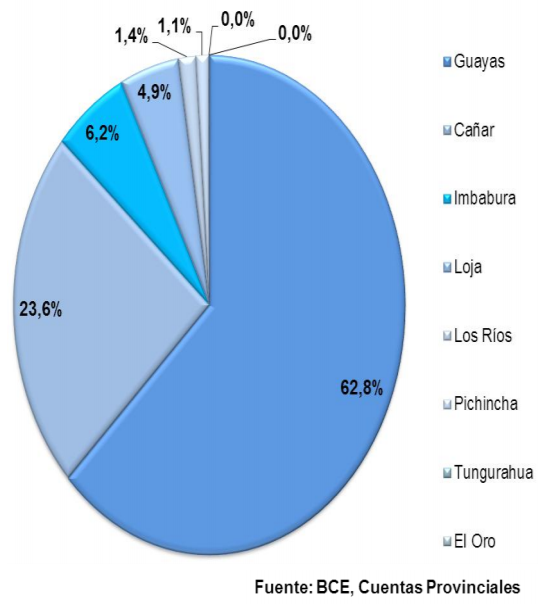 0,0%
1,1%
1,4%
0,0%
4,9%
6,2%
23,6%
62,8%
Guayas
Cañar
Imbabura
Loja
Los Ríos
Pichincha
Tungurahua
El Oro
Fuente: BCE, Cuentas Provinciales